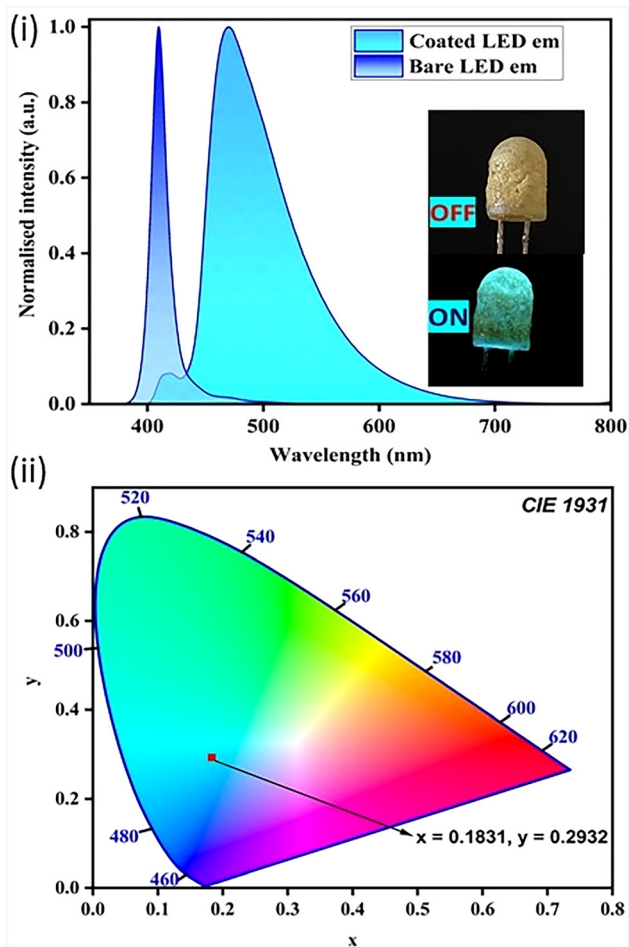 (i)
Normalised intensity (a.u.)
1.0
0.8
0.6
0.4
0.2
0.0
Coated LED em
Bare LED em
OFF
ON
400
500
600
700
800
Wavelength (nm)
(ii)
CIE 1931
y
0.8
0.6
0.4
0.2
0.0
520
540
560
500
580
600
620
480
460
x = 0.1831, y = 0.2932
0.0
0.1
0.2
0.3
0.4
0.5
0.6
0.7
0.8
x